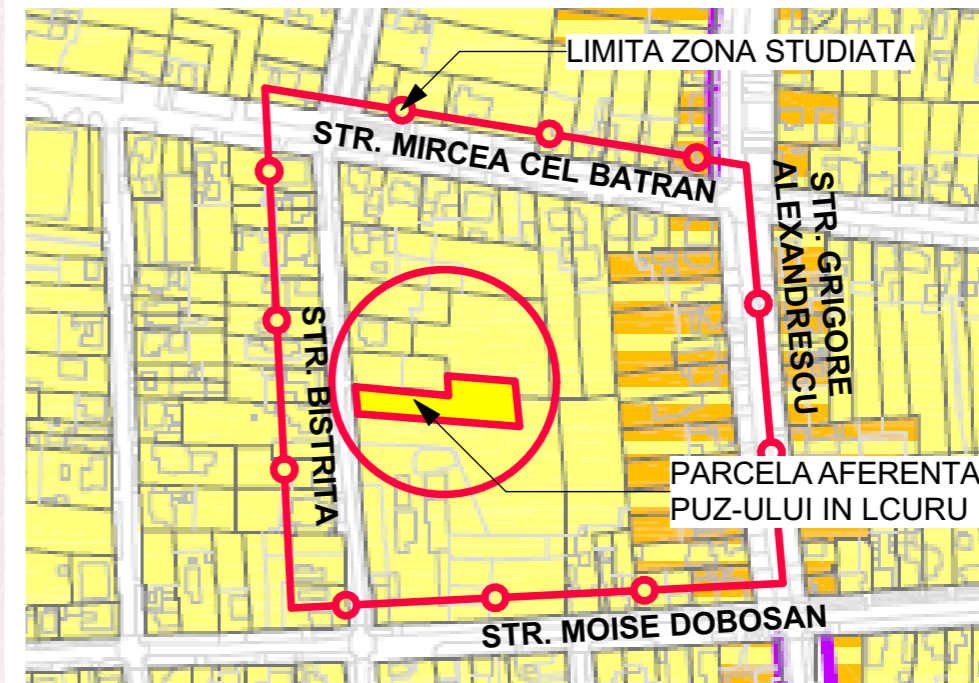 LIMITA ZONA STUDIATA
STR. MIRCEA CEL BATRAN
STR. GRIGORE
ALEXANDRESCU
STR. BISTRITA
PARCELA AFERENTA
PUZ-ULUI IN LCURU
STR. MOISE DOBOSAN